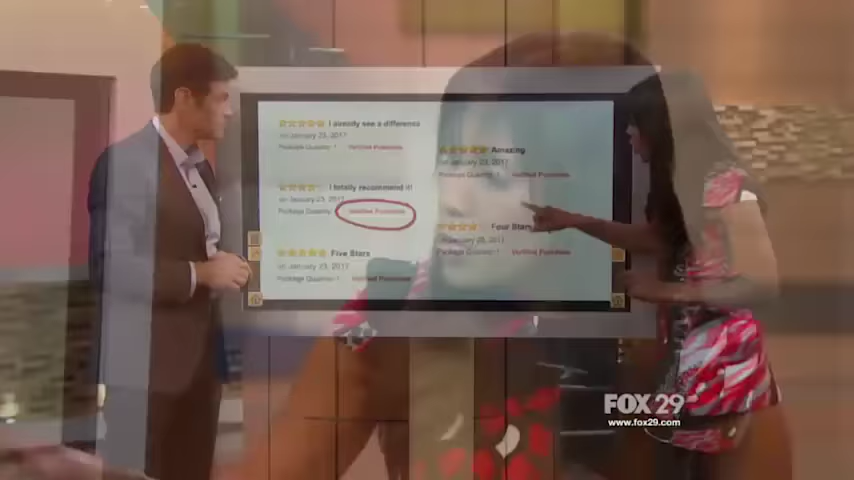 ★★★★★ I already see a difference
on January 23, 2017
Package Quantity: 1 Verified Purchase
★★★★ I totally recommend it!
on January 23, 2017
Package Quantity: Verified Purchase
★★★★★ Five Stars
on January 23, 2017
Package Quantity: 1 Verified Purchase
★★★★★ Amazing
on January 23, 2017
Package Quantity: 1 Verified Purchase
★★★★ Four Stars
January 23, 2017
Package Quantity: 1 Verified Purchase
FOX 29
www.fox29.com